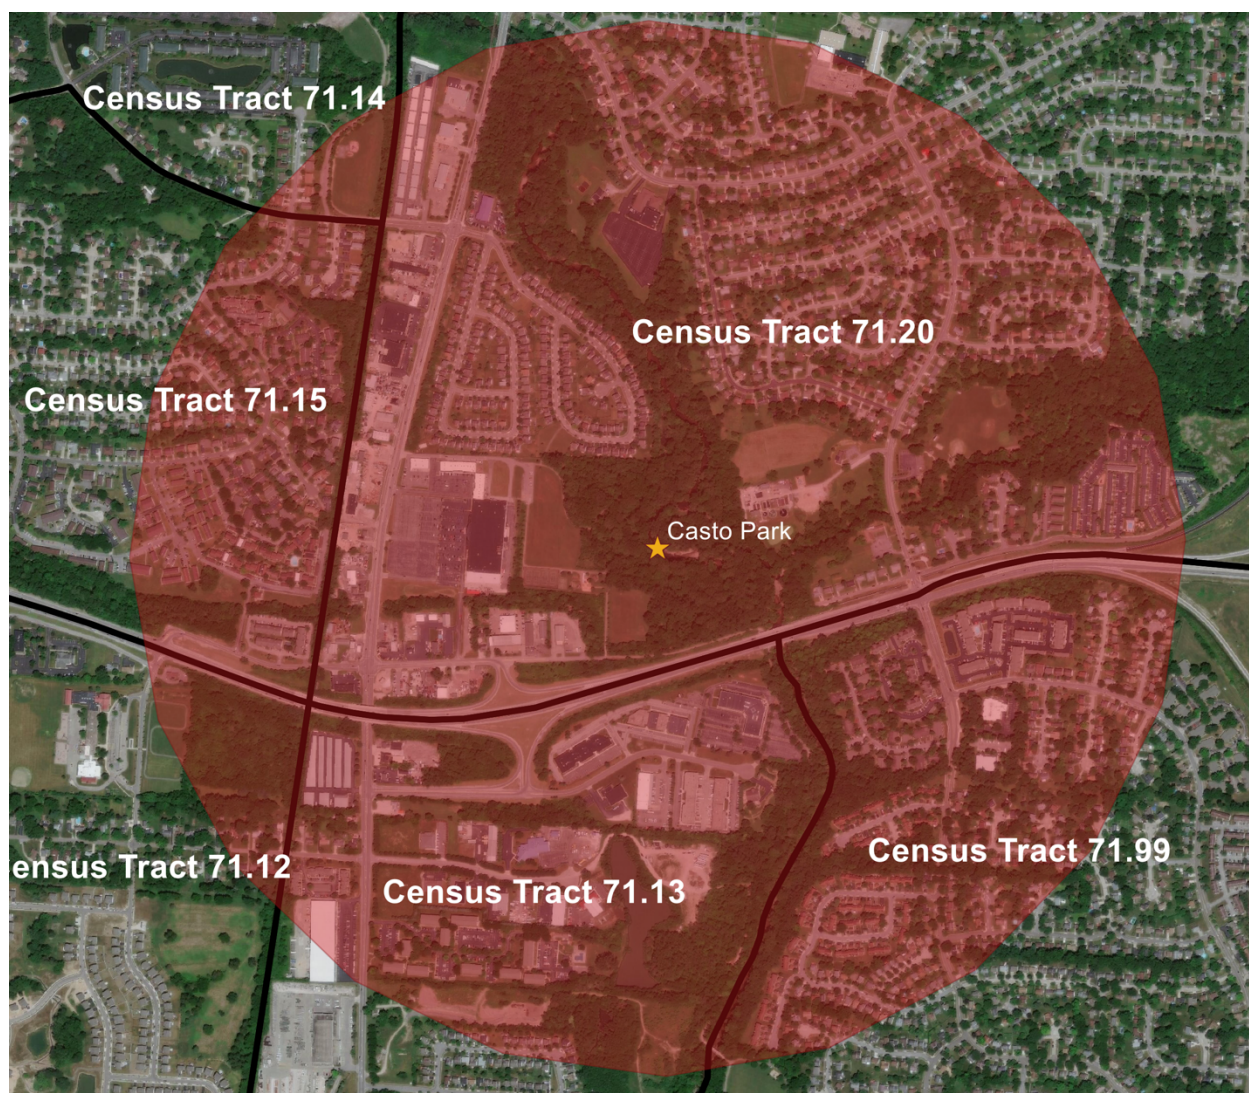 Census Tract 71.14
Census Tract 71.20
Census Tract 71.15
Casto Park
Census Tract 71.99
ensus Tract 71.12
Census Tract 71.13